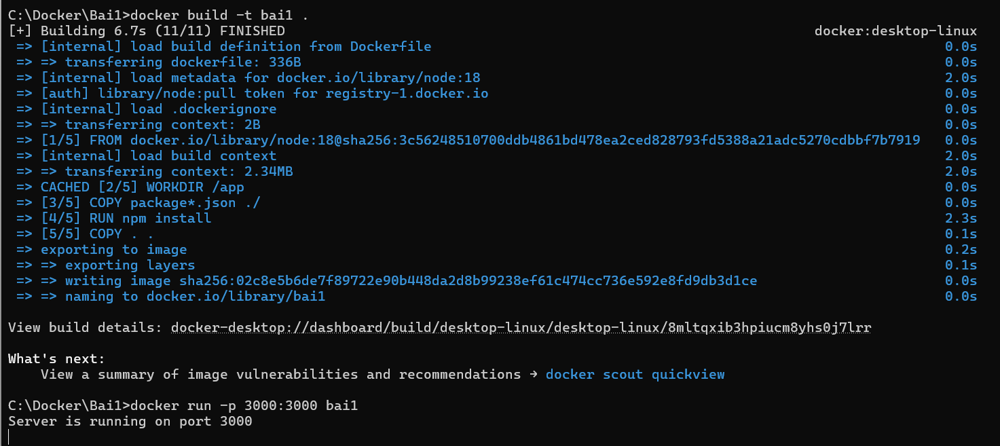 C:\Docker\Bai1>docker build -t bai1 .
[+] Building 6.7s (11/11) FINISHED docker:desktop-linux
=> [internal] load build definition from Dockerfile 0.0s
=> => transferring dockerfile: 336B 0.0s
=> [internal] load metadata for docker.io/library/node:18 2.0s
=> [auth] library/node:pull token for registry-1.docker.io 0.0s
=> [internal] load .dockerignore 0.0s
=> => transferring context: 2B 0.0s
=> [1/5] FROM docker.io/library/node:18@sha256:3c56248510700ddb4861bd478ea2ced828793fd5388a21adc5270cdbbf7b7919 0.0s
=> [internal] load build context 2.0s
=> => transferring context: 2.34MB 2.0s
=> CACHED [2/5] WORKDIR /app 0.0s
=> [3/5] COPY package*.json ./ 0.0s
=> [4/5] RUN npm install 2.3s
=> [5/5] COPY . . 0.1s
=> exporting to image 0.2s
=> => exporting layers 0.1s
=> => writing image sha256:02c8e5b6de7f89722e90b448da2d8b99238ef61c474cc736e592e8fd9db3d1ce 0.0s
=> => naming to docker.io/library/bai1 0.0s
View build details: docker-desktop://dashboard/build/desktop-linux/desktop-linux/8mltqxib3hpiucm8yhs0j7lrr
What's next:
View a summary of image vulnerabilities and recommendations → docker scout quickview
C:\Docker\Bai1>docker run -p 3000:3000 bai1
Server is running on port 3000